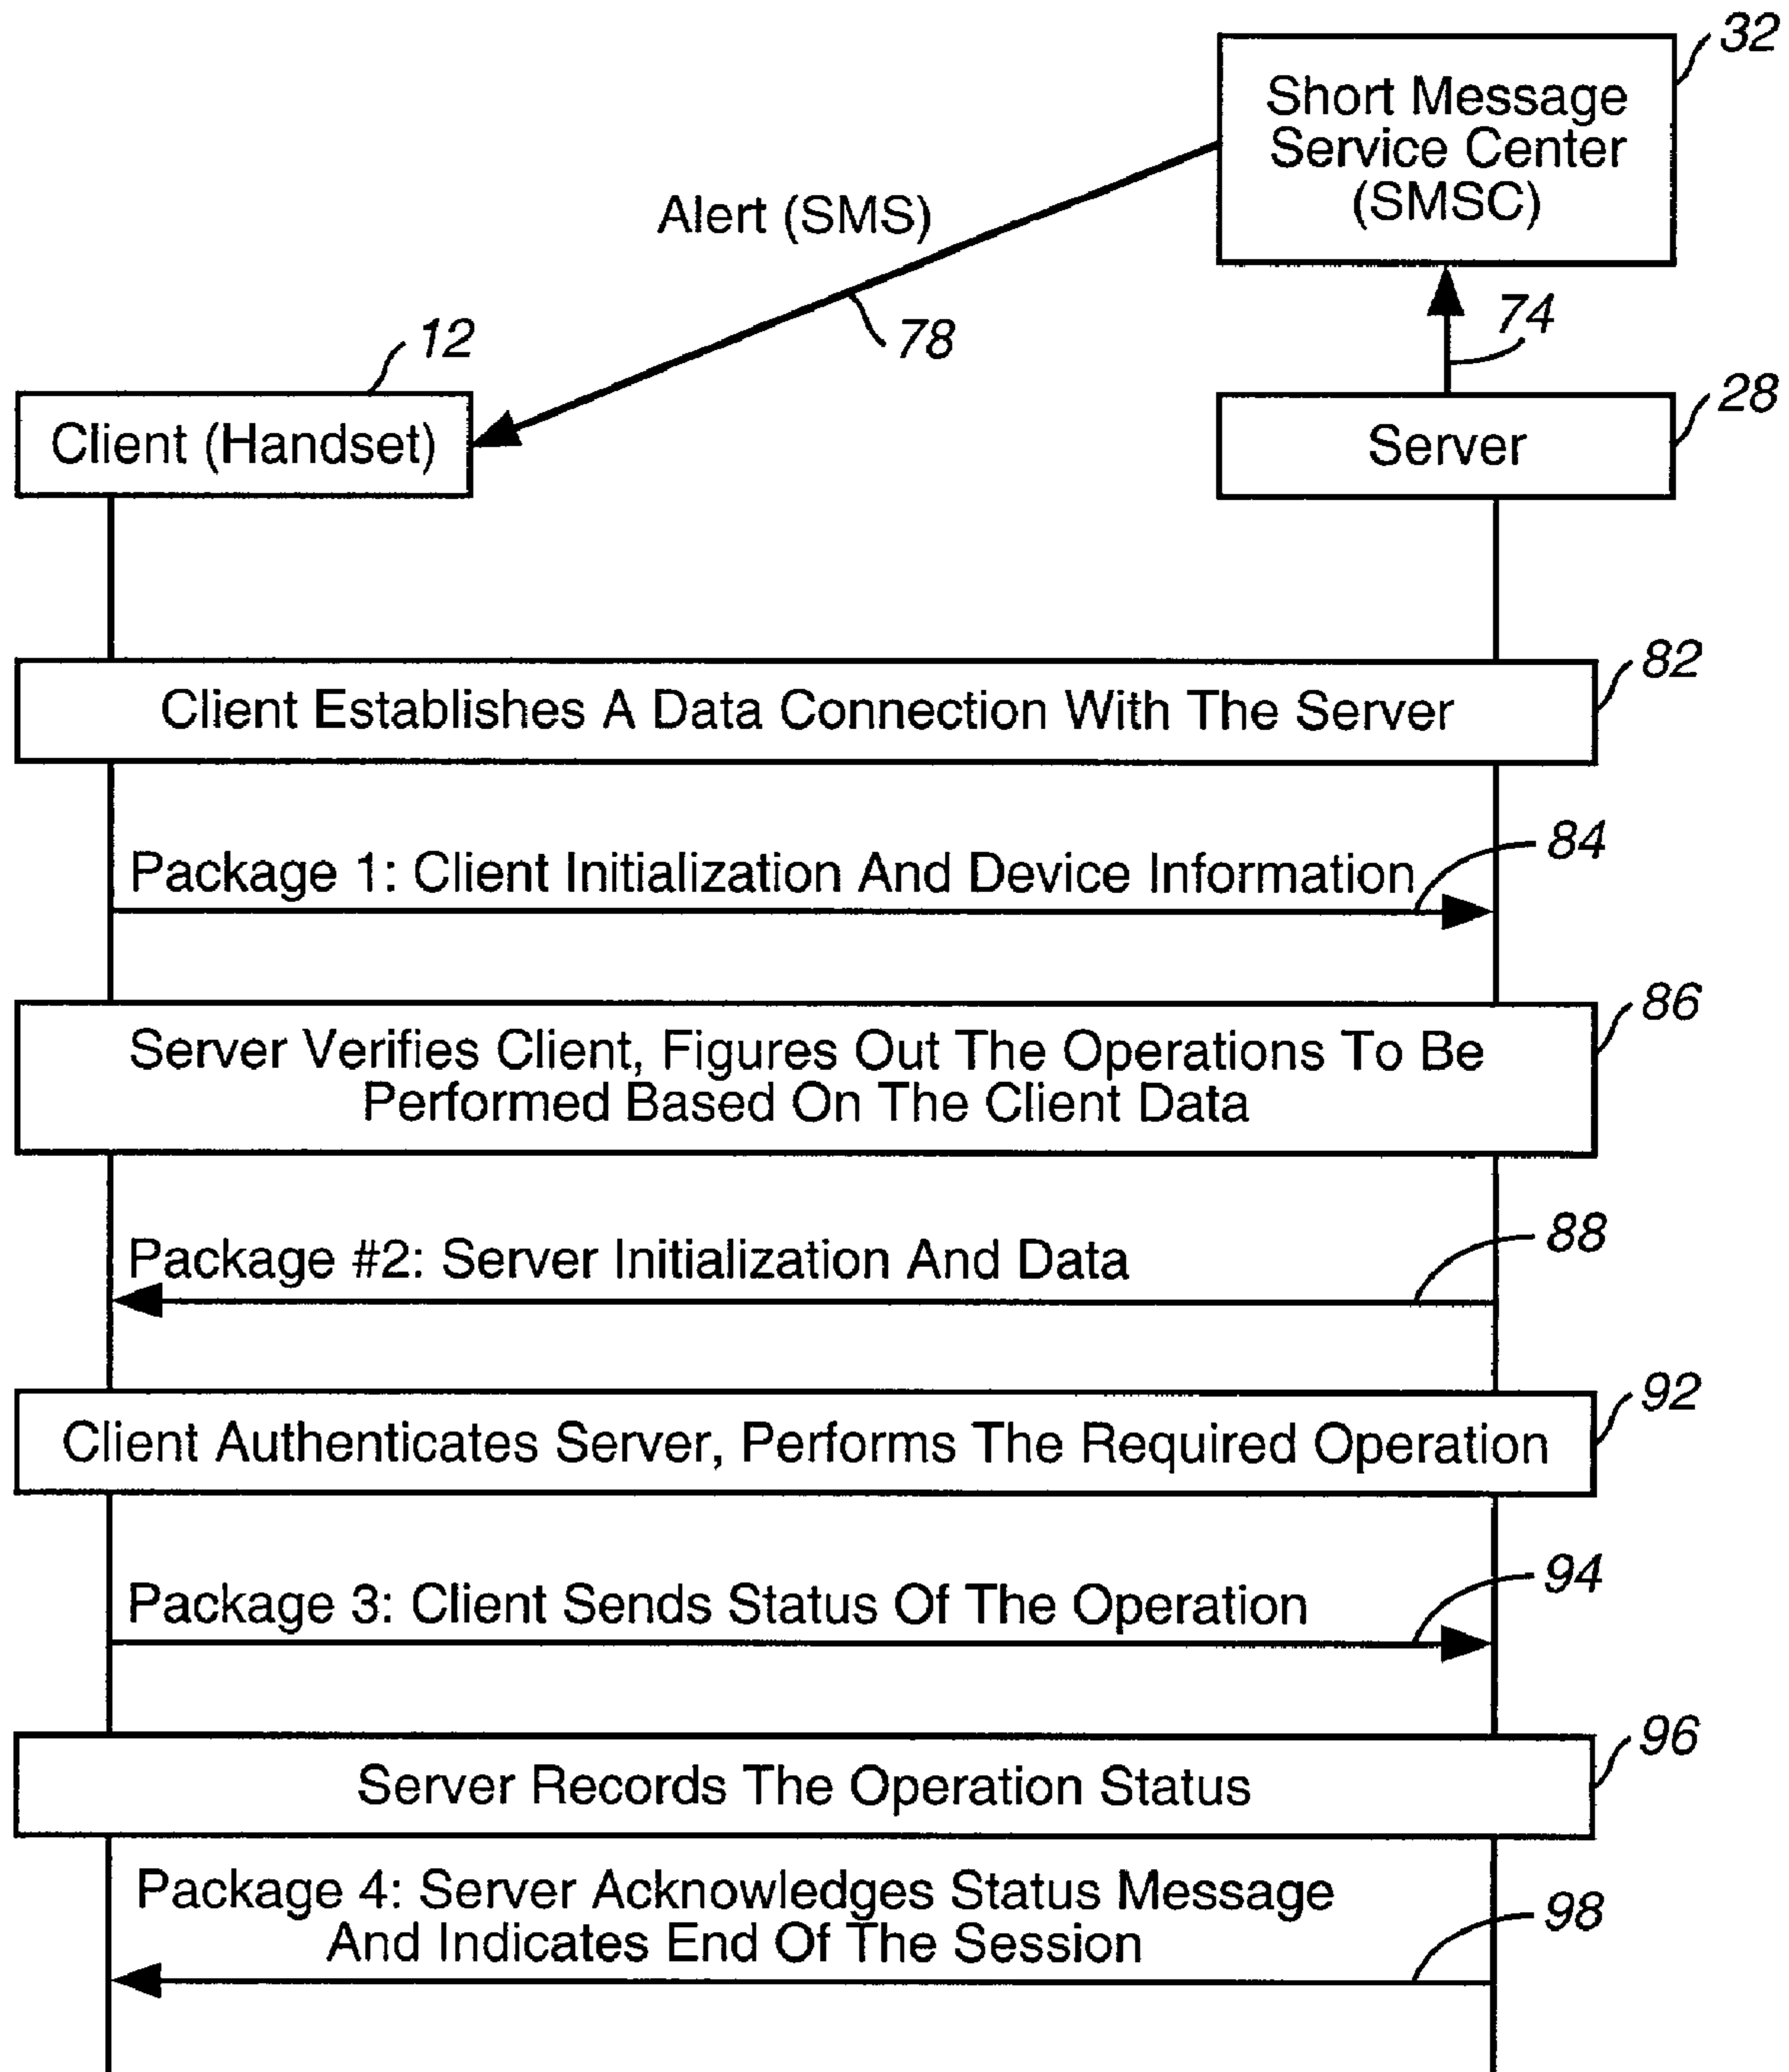 32
Short Message
Service Center
(SMSC)
Alert (SMS)
78
74
12
28
Client (Handset)
Server
82
Client Establishes A Data Connection With The Server
84
Package 1: Client Initialization And Device Information
86
Server Verifies Client, Figures Out The Operations To Be
Performed Based On The Client Data
88
Package #2: Server Initialization And Data
92
Client Authenticates Server, Performs The Required Operation
94
Package 3: Client Sends Status Of The Operation
96
Server Records The Operation Status
Package 4: Server Acknowledges Status Message
And Indicates End Of The Session
98